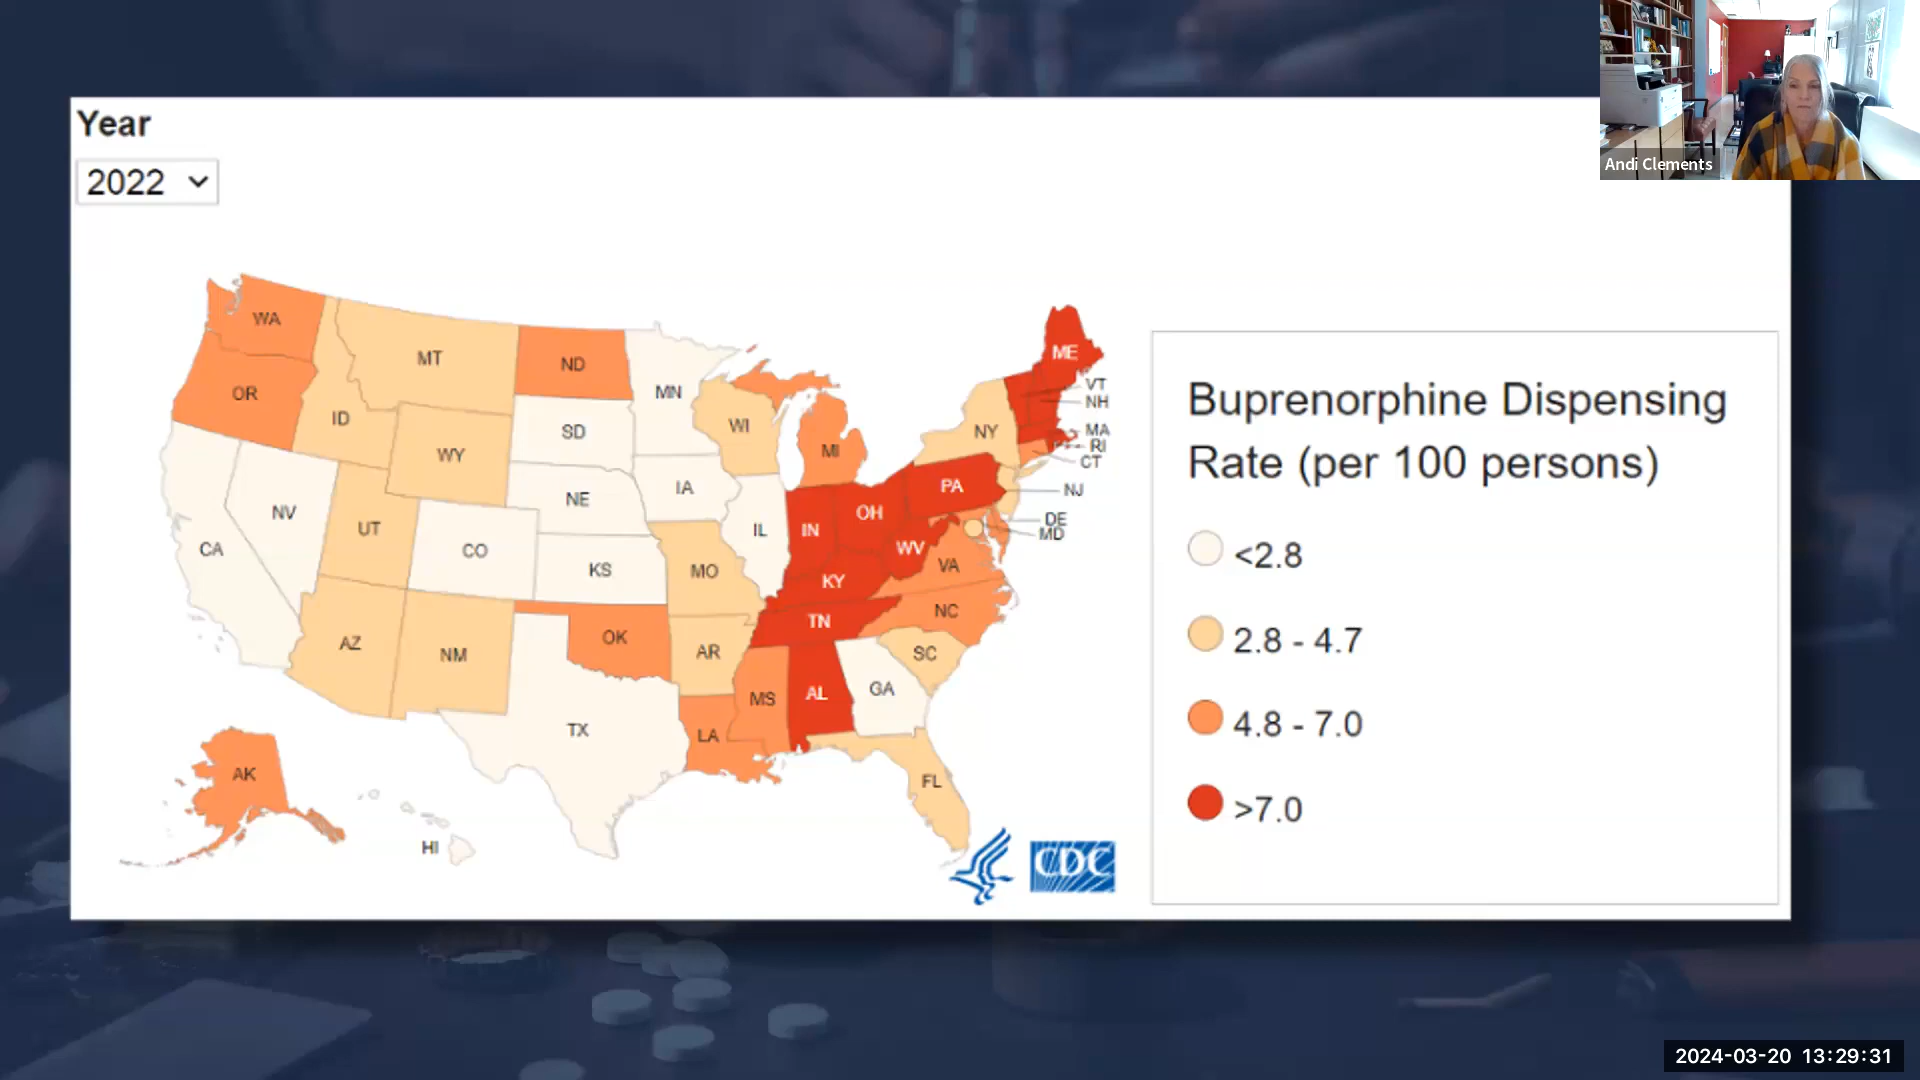 Year
2022
Andi Clements
WA
OR
MT
ID
WY
ND
SD
MN
WI
MI
NE
IA
NV
UT
CO
CA
KS
MO
IL
IN
OH
PA
NY
ME
VT
NH
MA
RI
CT
NJ
DE
MD
WV
VA
KY
NC
TN
AZ
NM
OK
AR
SC
MS
AL
GA
LA
TX
FL
AK
HI
CDC
Buprenorphine Dispensing
Rate (per 100 persons)
<2.8
2.8 - 4.7
4.8 - 7.0
>7.0
2024-03-20 13:29:31